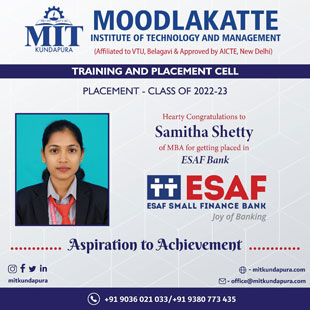 MIT
KUNDAPURA
MOODLAKATTE
INSTITUTE OF TECHNOLOGY AND MANAGEMENT
(Affiliated to VTU, Belagavi & Approved by AICTE, New Delhi)
TRAINING AND PLACEMENT CELL
PLACEMENT - CLASS OF 2022-23
Hearty Congratulations to
Samitha Shetty
of MBA for getting placed in
ESAF Bank
ESAF
ESAF SMALL FINANCE BANK
Joy of Banking
Aspiration to Achievement
mitkundapura
- mitkundapura.com
- office@mitkundapura.com
+91 9036 021 033/+91 9380 773 435